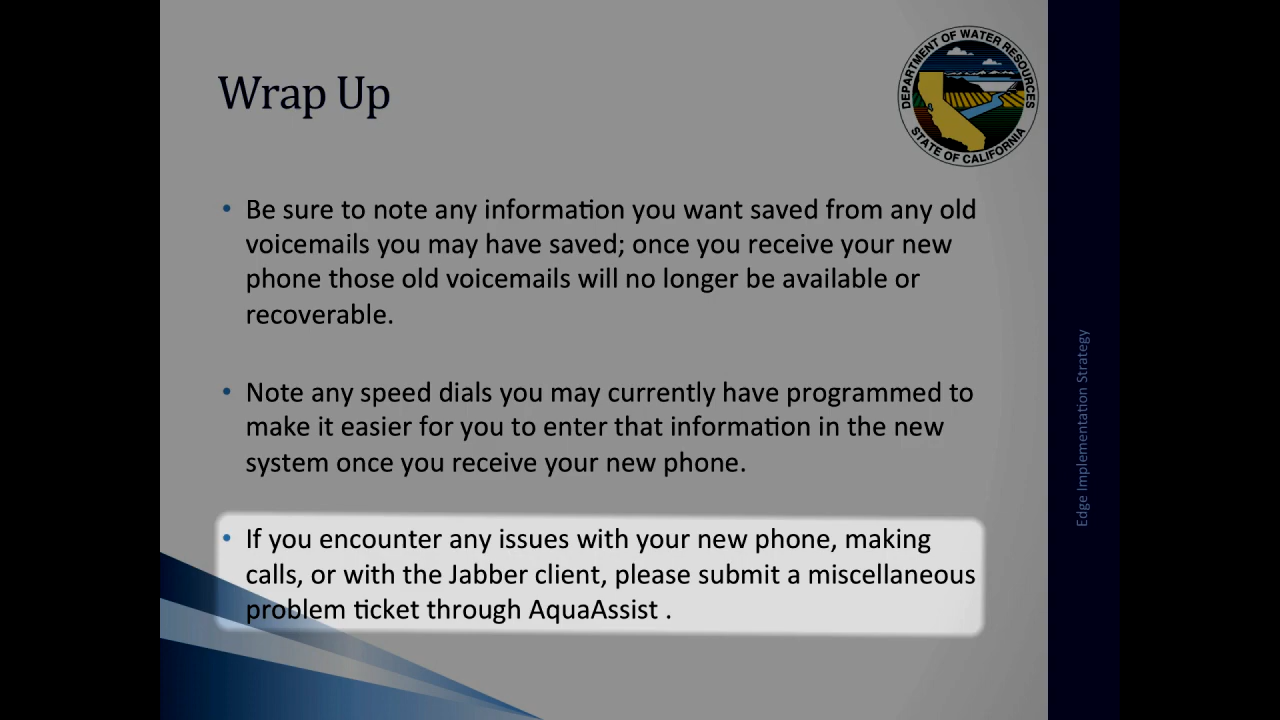 Wrap Up
DEPARTMENT OF WATER RESOURCES
STATE OF CALIFORNIA
• Be sure to note any information you want saved from any old
voicemails you may have saved; once you receive your new
phone those old voicemails will no longer be available or
recoverable.
• Note any speed dials you may currently have programmed to
make it easier for you to enter that information in the new
system once you receive your new phone.
• If you encounter any issues with your new phone, making
calls, or with the Jabber client, please submit a miscellaneous
problem ticket through AquaAssist .
Edge Implementation Strategy